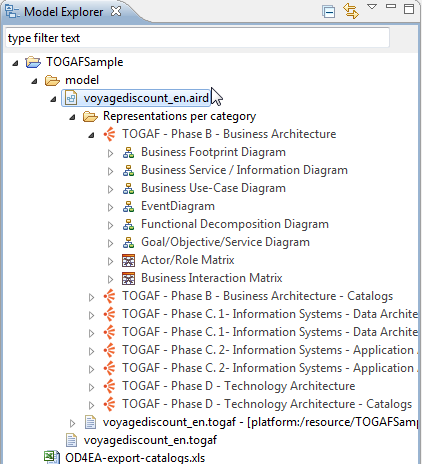 Model Explorer
type filter text
TOGAFSample
model
voyagediscount_en.aird
Representations per category
TOGAF - Phase B - Business Architecture
Business Footprint Diagram
Business Service / Information Diagram
Business Use-Case Diagram
EventDiagram
Functional Decomposition Diagram
Goal/Objective/Service Diagram
Actor/Role Matrix
Business Interaction Matrix
TOGAF - Phase B - Business Architecture - Catalogs
TOGAF - Phase C. 1- Information Systems - Data Archite
TOGAF - Phase C. 1- Information Systems - Data Archite
TOGAF - Phase C. 2- Information Systems - Application
TOGAF - Phase C. 2- Information Systems - Application
TOGAF - Phase D - Technology Architecture
TOGAF - Phase D - Technology Architecture - Catalogs
voyagediscount_en.togaf - [platform:/resource/TOGAFSam
voyagediscount_en.togaf
OD4EA-export-catalogs.xls